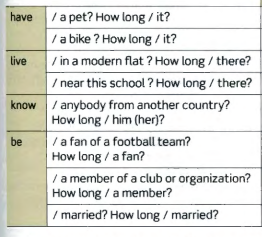 have / a pet? How long / it?
/ a bike ? How long / it?
live / in a modern flat ? How long / there?
/ near this school ? How long / there?
know / anybody from another country?
How long / him (her)?
be / a fan of a football team?
How long / a fan?
/ a member of a club or organization?
How long / a member?
/ married? How long / married?